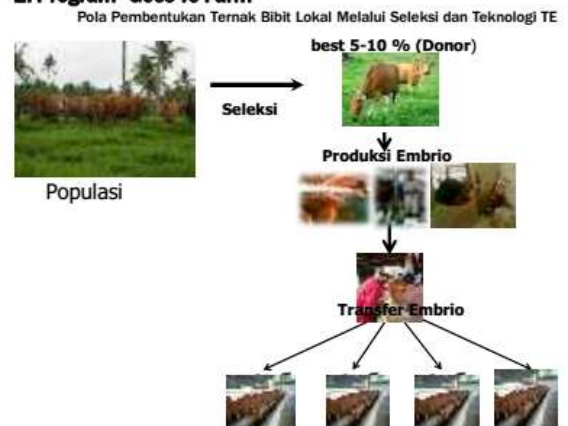 Pola Pembentukan Ternak Bibit Lokal Melalui Seleksi dan Teknologi TE
best 5-10 % (Donor)
Seleksi
Produksi Embrio
Populasi
Transfer Embrio